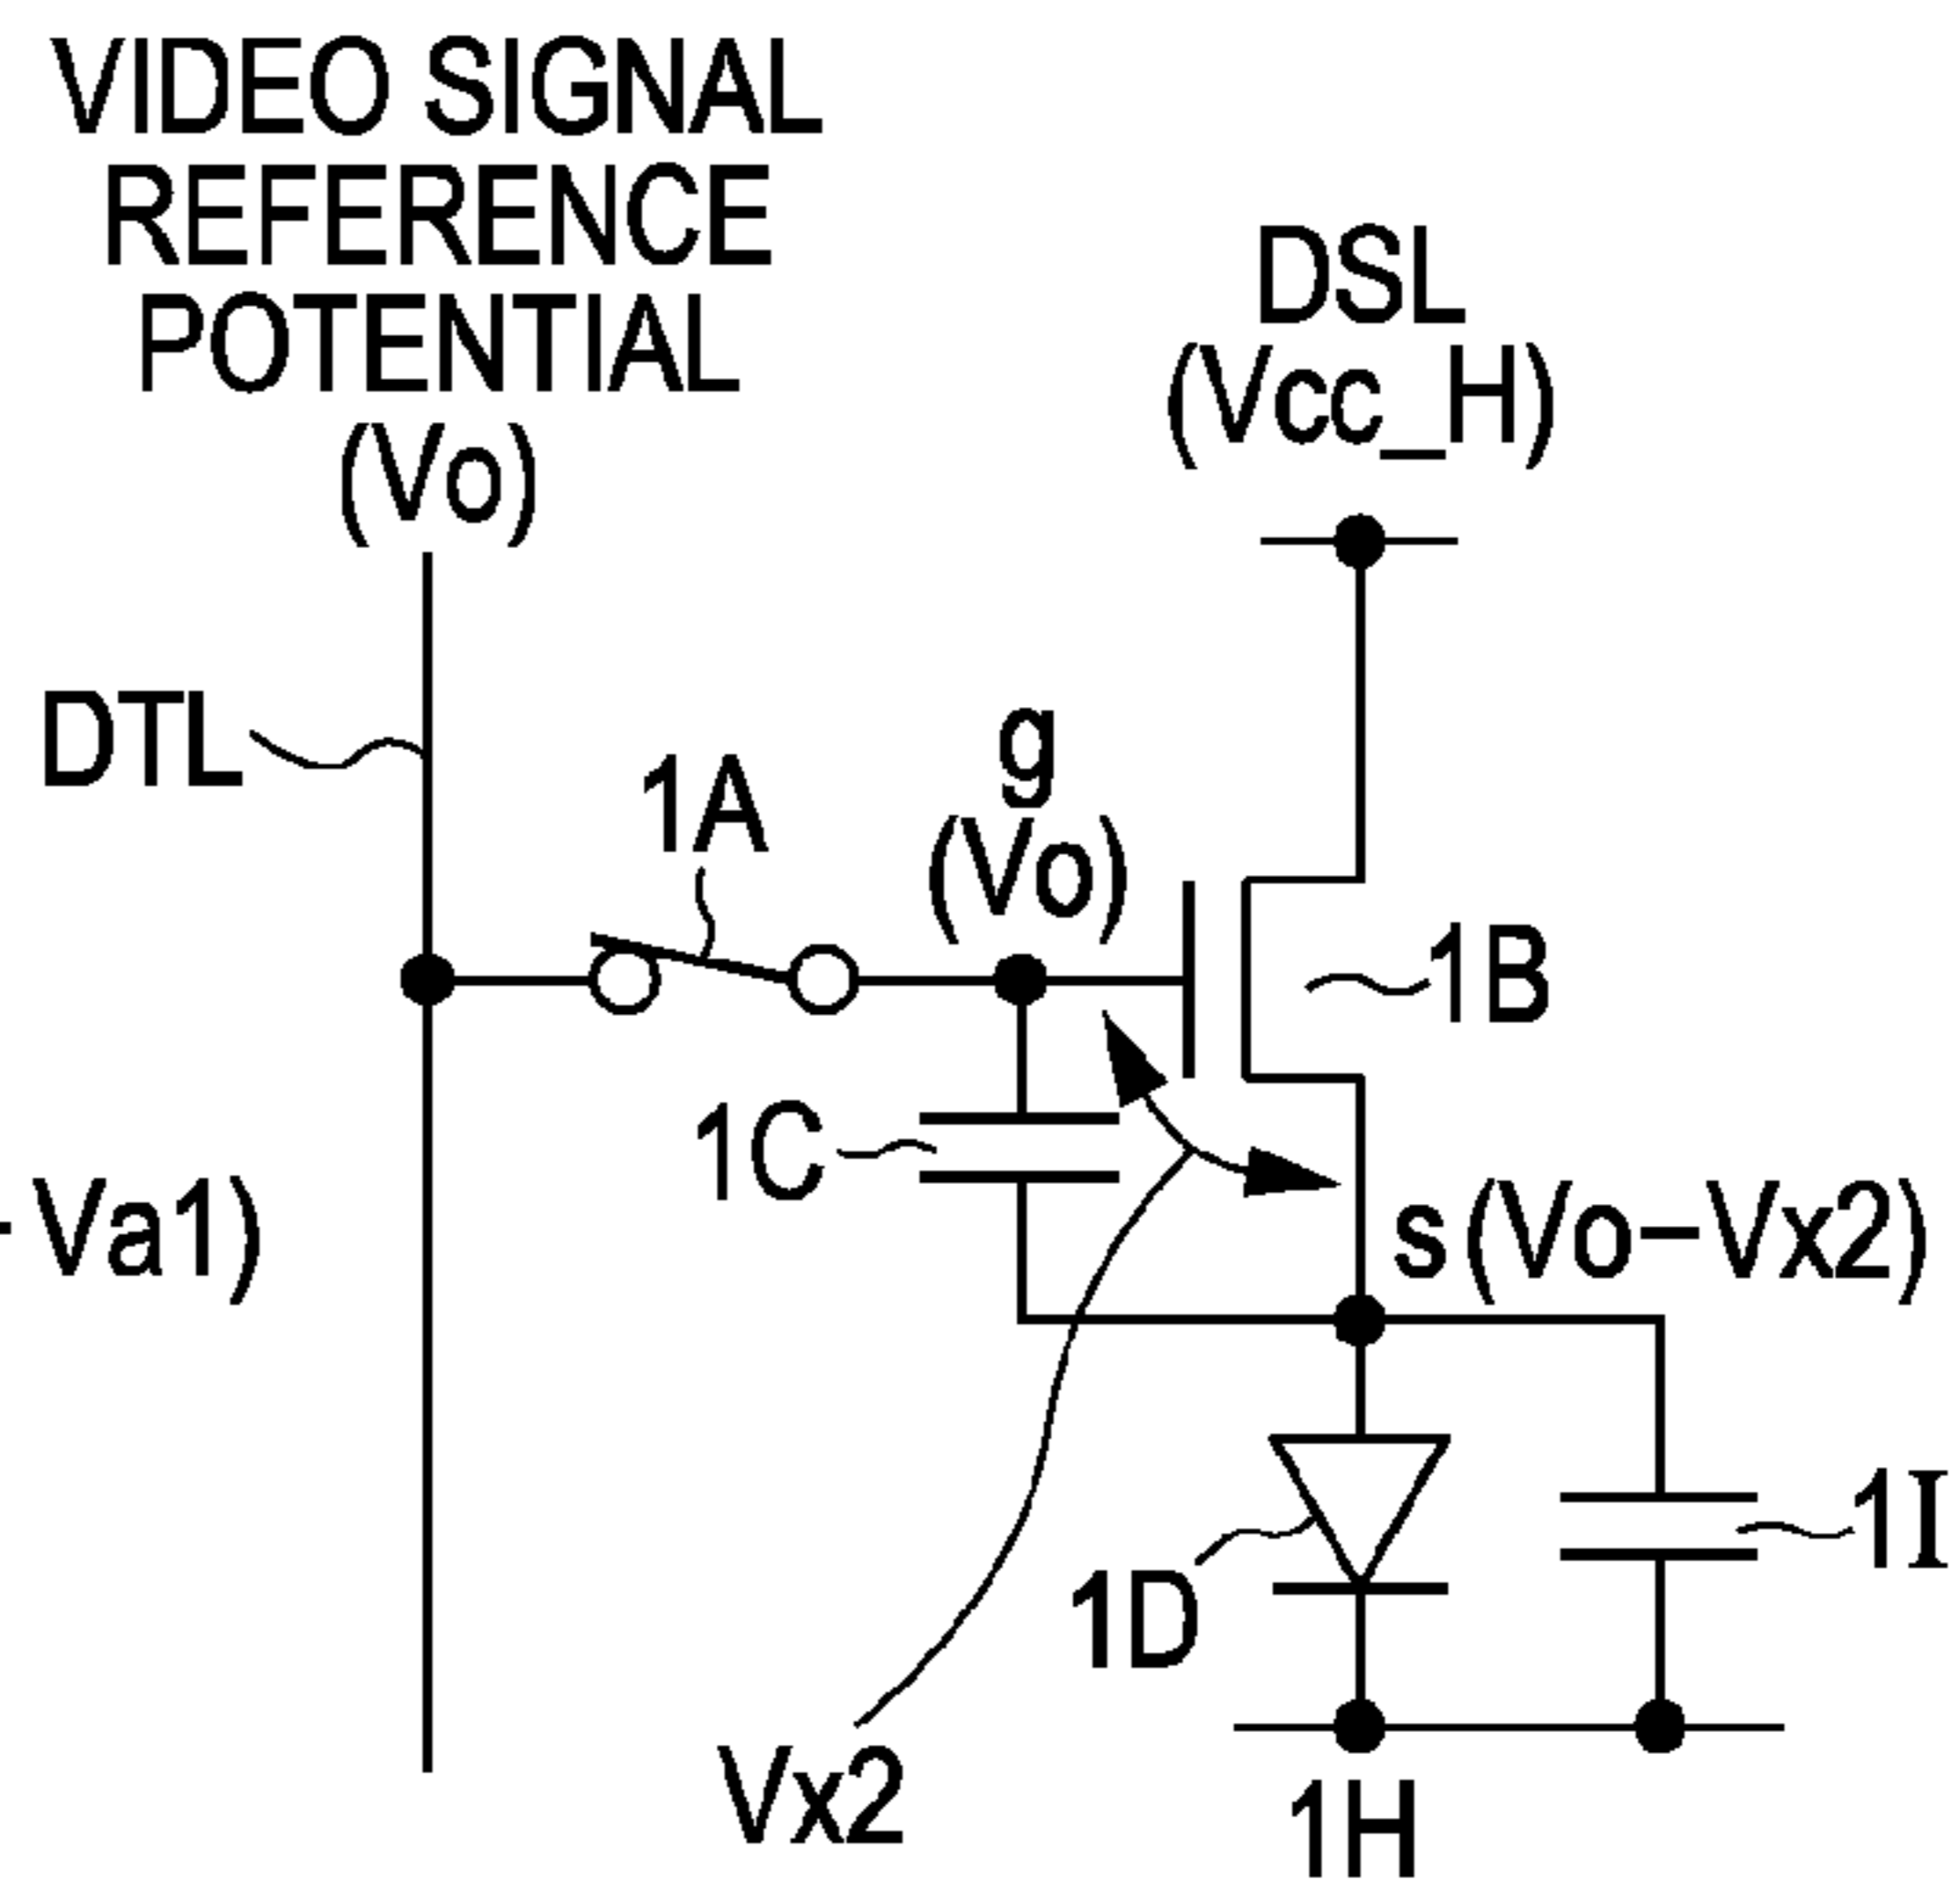 VIDEO SIGNAL
REFERENCE
POTENTIAL
(Vo)
DSL
(Vcc_H)
DTL
1A
g
(Vo)
1B
1C
-Va1)
s(Vo-Vx2)
1D
1I
Vx2
1H